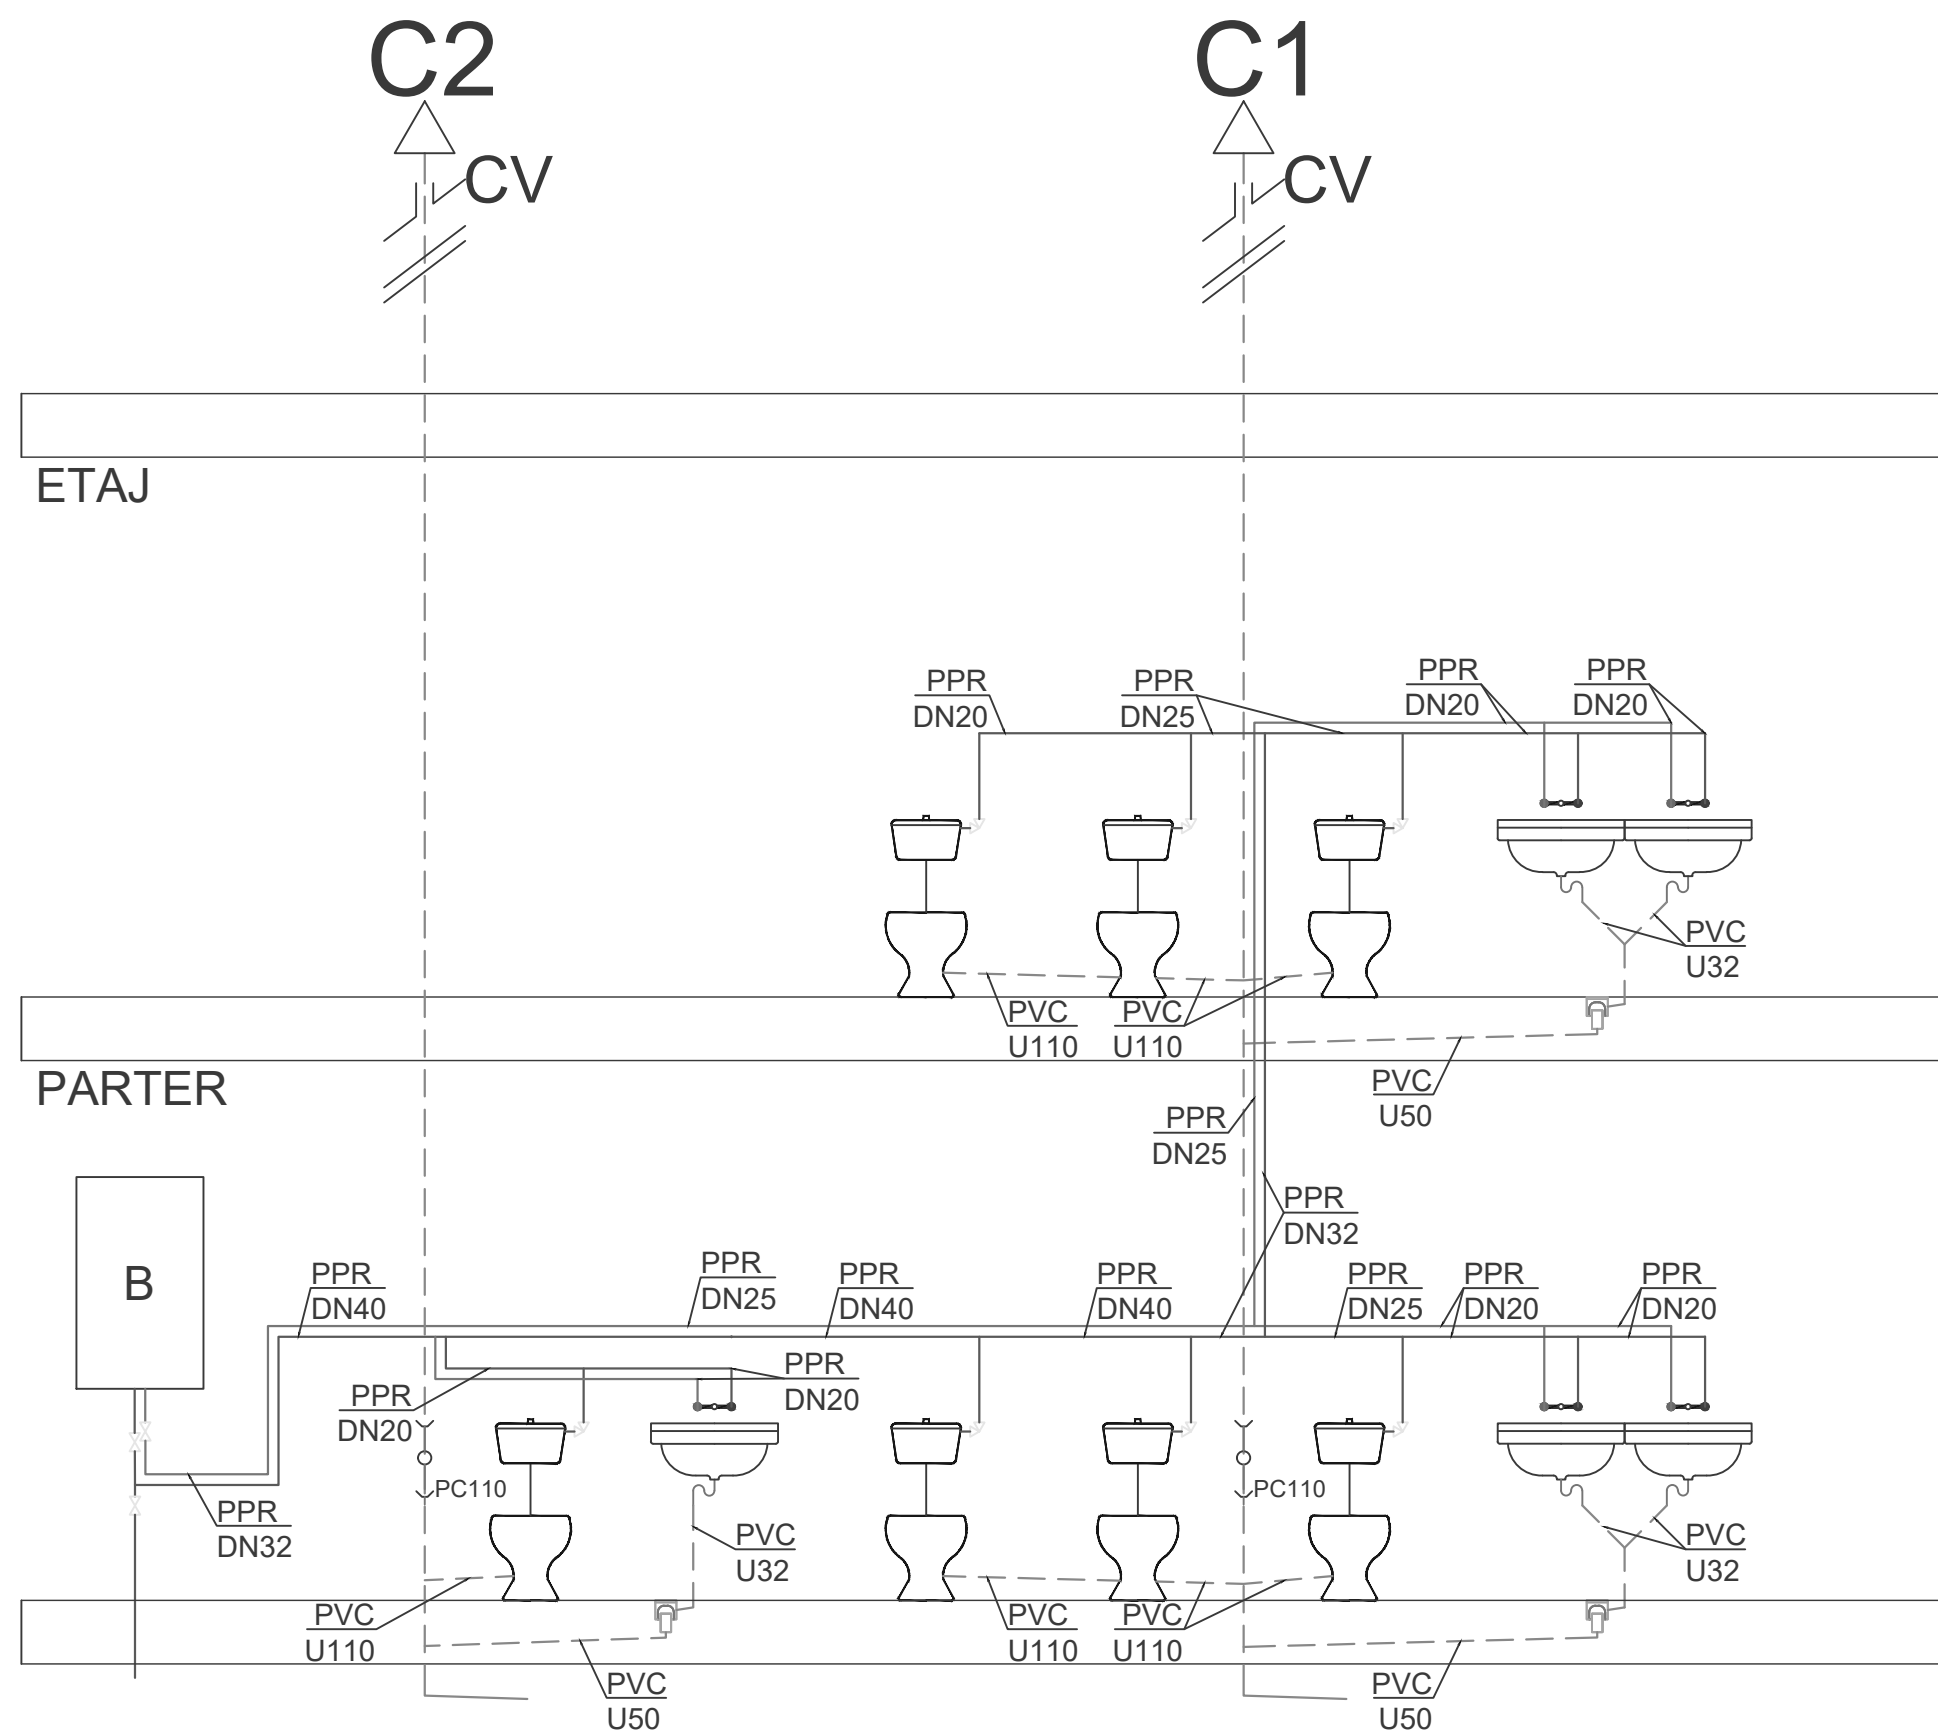 C2
C1
CV
CV
ETAJ
PPR
DN20
PPR
DN25
PPR
DN20
PPR
DN20
PVC
U32
PVC
U110
PVC
U110
PARTER
PVC
U50
PPR
DN25
PPR
DN32
B
PPR
DN40
PPR
DN25
PPR
DN40
PPR
DN40
PPR
DN25
PPR
DN20
PPR
DN20
PPR
DN20
PPR
DN20
PC110
PC110
PPR
DN32
PVC
U32
PVC
U32
PVC
U110
PVC
U110
PVC
U110
PVC
U50
PVC
U50